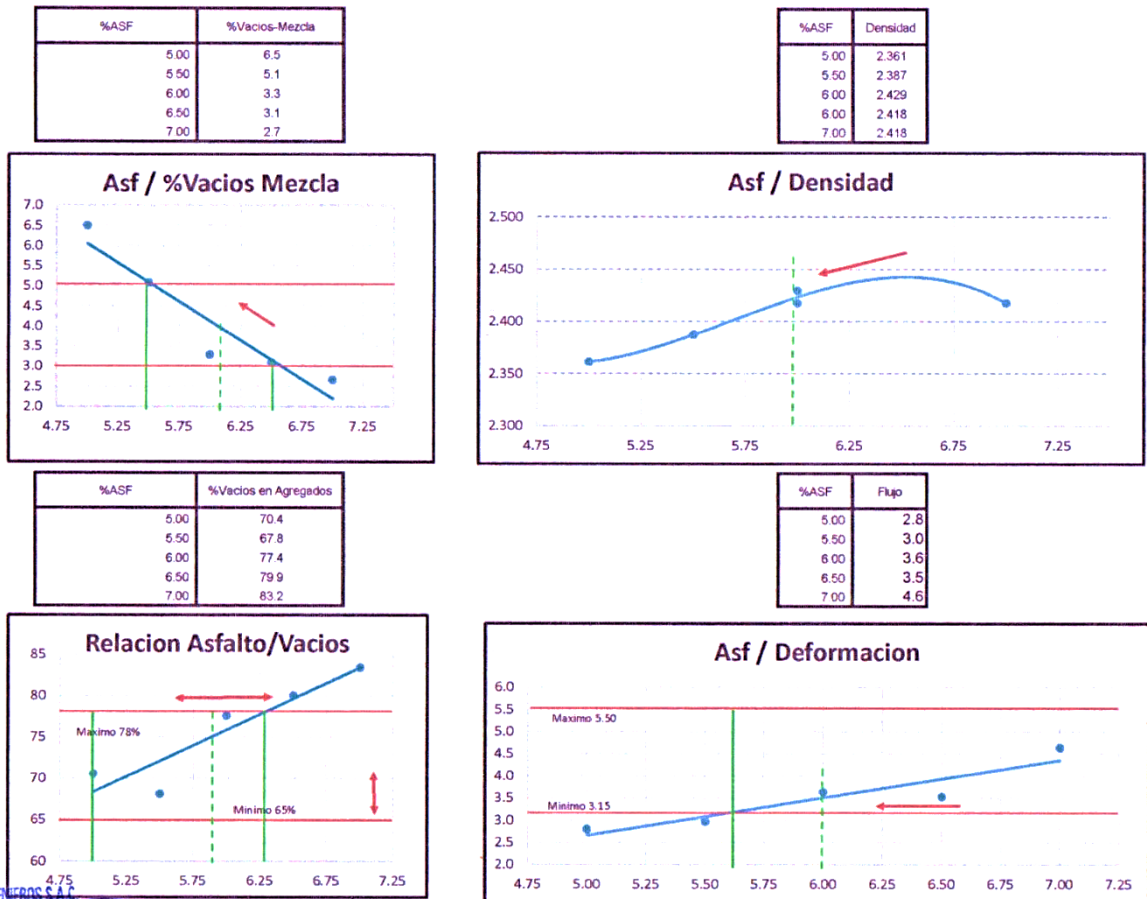 %ASF %Vacios-Mezcla
5.00 6.5
5 50 5.1
6.00 3.3
6.50 3.1
7 00 2.7
%ASF Densidad
5.00 2.361
5.50 2.387
6 00 2.429
6.00 2.418
7.00 2.418
Asf / %Vacios Mezcla
7.0
6.5
6.0
5.5
5.0
4.5
4.0
3.5
3.0
2.5
2.0
4.75 5.25 5.75 6.25 6.75 7.25
Asf / Densidad
2.500
2.450
2.400
2.350
2.300
4.75 5.25 5.75 6.25 6.75 7.25
%ASF %Vacios en Agregados
5.00 70.4
5.50 67.8
6.00 77.4
6.50 79 9
7.00 83.2
%ASF Flujo
5.00 2.8
5.50 3.0
6.00 3.6
6.50 3.5
7 00 4.6
Relacion Asfalto/Vacios
85
80
75
70
65
60
Maximo 78%
Minimo 65%
4.75 5.25 5.75 6.25 6.75 7.25
Asf / Deformacion
6.0
5.5
5.0
4.5
4.0
3.5
3.0
2.5
2.0
Maximo 5.50
Minimo 3.15
4.75 5.00 5.25 5.50 5.75 6.00 6.25 6.50 6.75 7.00 7.25
S.A.C